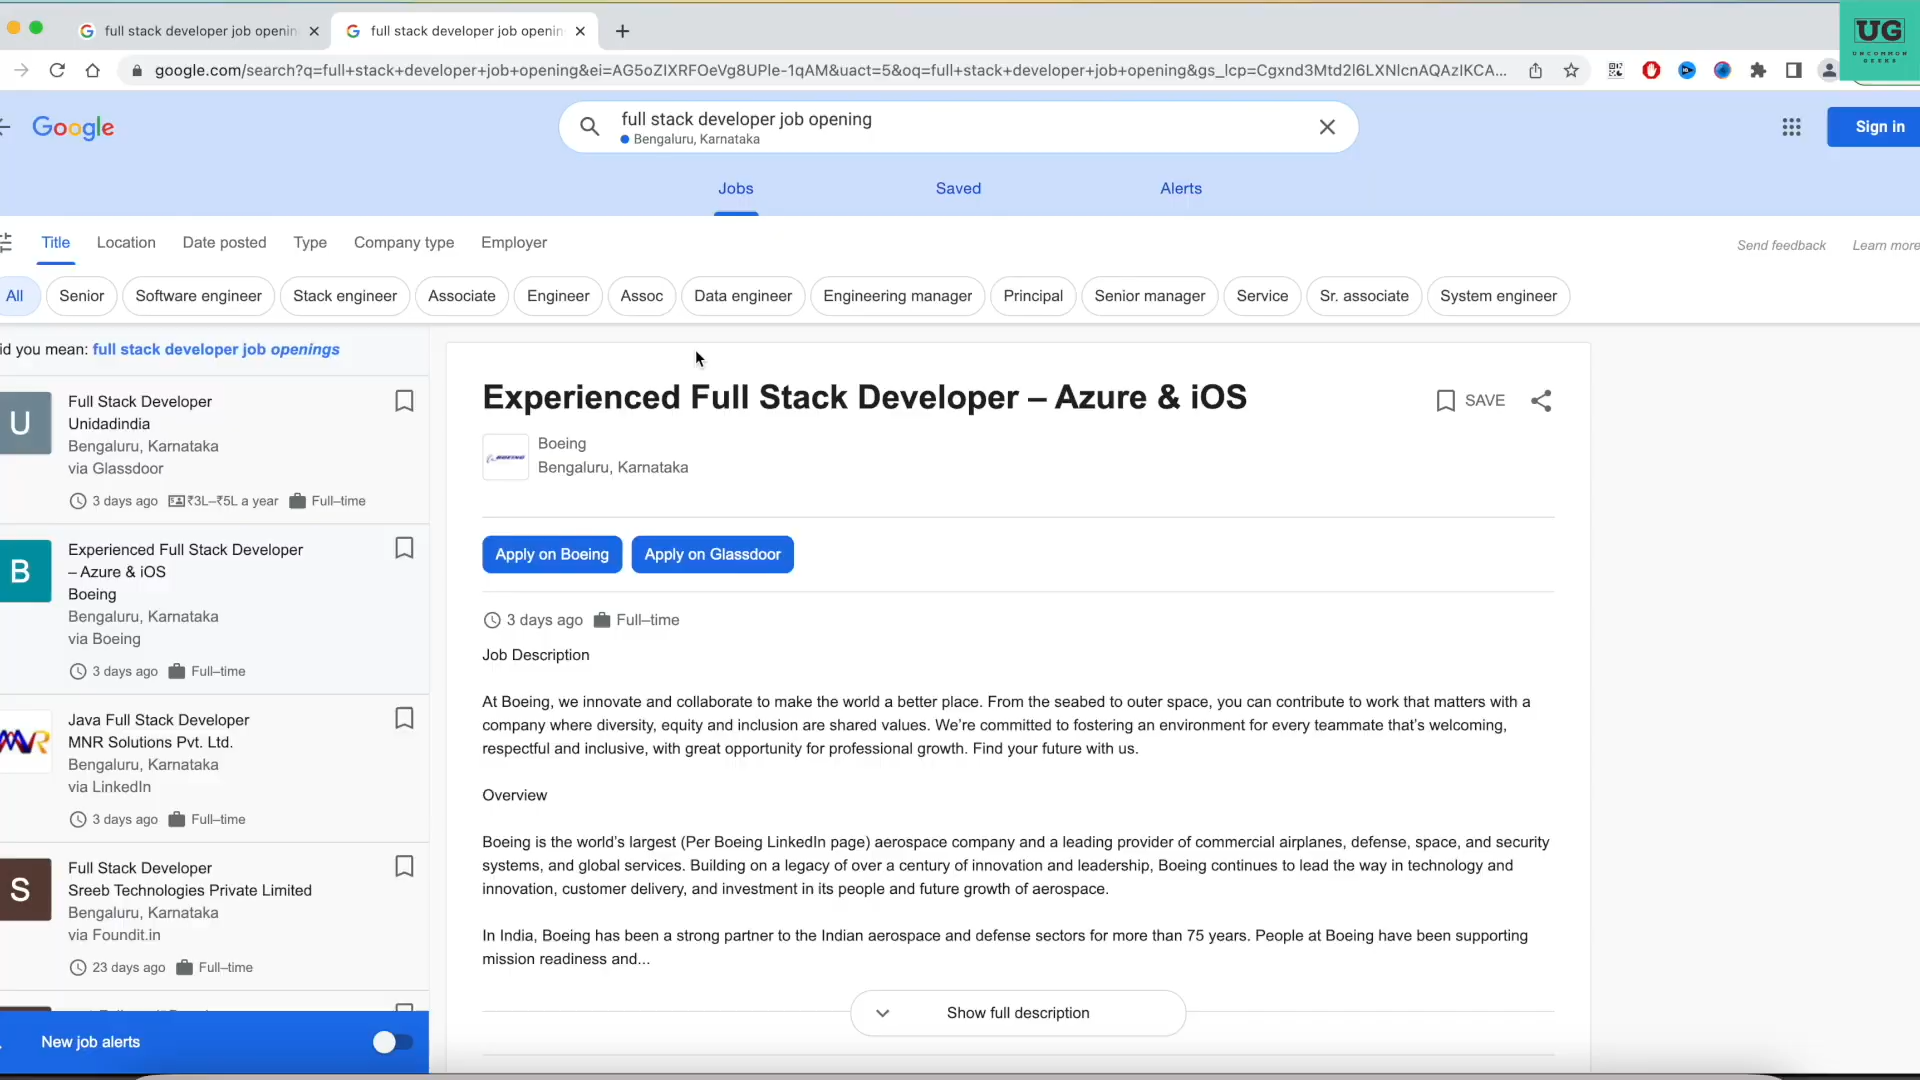 full stack developer job openin
full stack developer job openin
UG
UNCOMMON
GEEKS
google.com/search?q=full+stack+developer+job+opening&ei=AG5oZIXRFOeVg8UPle-1qAM&uact=5&oq=full+stack+developer+job+opening&gs_lcp=Cgxnd3Mtd2l6LXNlcnAQAzIKCA...
Google
full stack developer job opening
Bengaluru, Karnataka
Sign in
Jobs Saved Alerts
Title Location Date posted Type Company type Employer
Send feedback Learn more
All Senior Software engineer Stack engineer Associate Engineer Assoc Data engineer Engineering manager Principal Senior manager Service Sr. associate System engineer
id you mean: full stack developer job openings
U
Full Stack Developer
Unidadindia
Bengaluru, Karnataka
via Glassdoor
3 days ago ₹3L–₹5L a year Full–time
B
Experienced Full Stack Developer
– Azure & iOS
Boeing
Bengaluru, Karnataka
via Boeing
3 days ago Full–time
MNR
Java Full Stack Developer
MNR Solutions Pvt. Ltd.
Bengaluru, Karnataka
via LinkedIn
3 days ago Full–time
S
Full Stack Developer
Sreeb Technologies Private Limited
Bengaluru, Karnataka
via Foundit.in
23 days ago Full–time
New job alerts
Experienced Full Stack Developer – Azure & iOS
SAVE
BOEING
Boeing
Bengaluru, Karnataka
Apply on Boeing Apply on Glassdoor
3 days ago Full–time
Job Description
At Boeing, we innovate and collaborate to make the world a better place. From the seabed to outer space, you can contribute to work that matters with a
company where diversity, equity and inclusion are shared values. We’re committed to fostering an environment for every teammate that’s welcoming,
respectful and inclusive, with great opportunity for professional growth. Find your future with us.
Overview
Boeing is the world’s largest (Per Boeing LinkedIn page) aerospace company and a leading provider of commercial airplanes, defense, space, and security
systems, and global services. Building on a legacy of over a century of innovation and leadership, Boeing continues to lead the way in technology and
innovation, customer delivery, and investment in its people and future growth of aerospace.
In India, Boeing has been a strong partner to the Indian aerospace and defense sectors for more than 75 years. People at Boeing have been supporting
mission readiness and...
Show full description